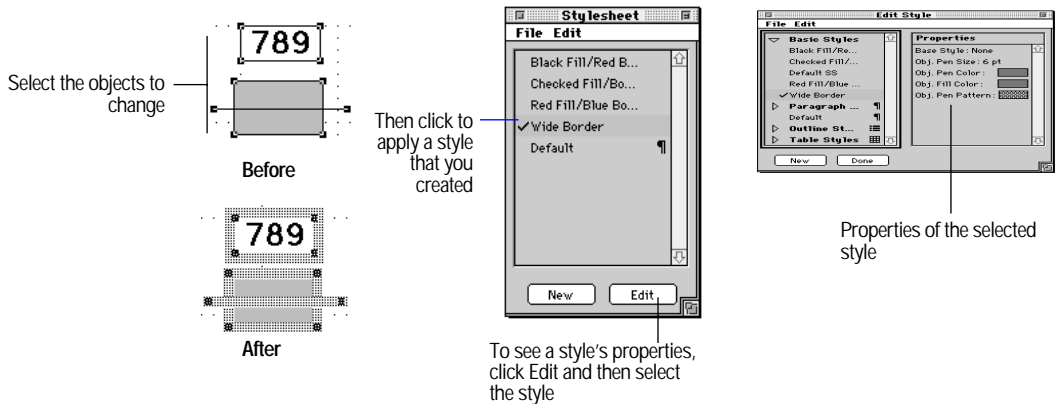 Select the objects to
change
789
Before
789
After
Then click to
apply a style
that you
created
Stylesheet
File Edit
Black Fill/Red B...
Checked Fill/Bo...
Red Fill/Blue Bo...
✓Wide Border
Default ¶
New Edit
To see a style's properties,
click Edit and then select
the style
Edit Style
File Edit
Basic Styles
Black Fill/Re...
Checked Fill/...
Default SS
Red Fill/Blue ...
✓Wide Border
Paragraph ... ¶
Default ¶
Outline St...
Table Styles
New Done
Properties
Base Style: None
Obj. Pen Size: 6 pt
Obj. Pen Color:
Obj. Fill Color:
Obj. Pen Pattern:
Properties of the selected
style